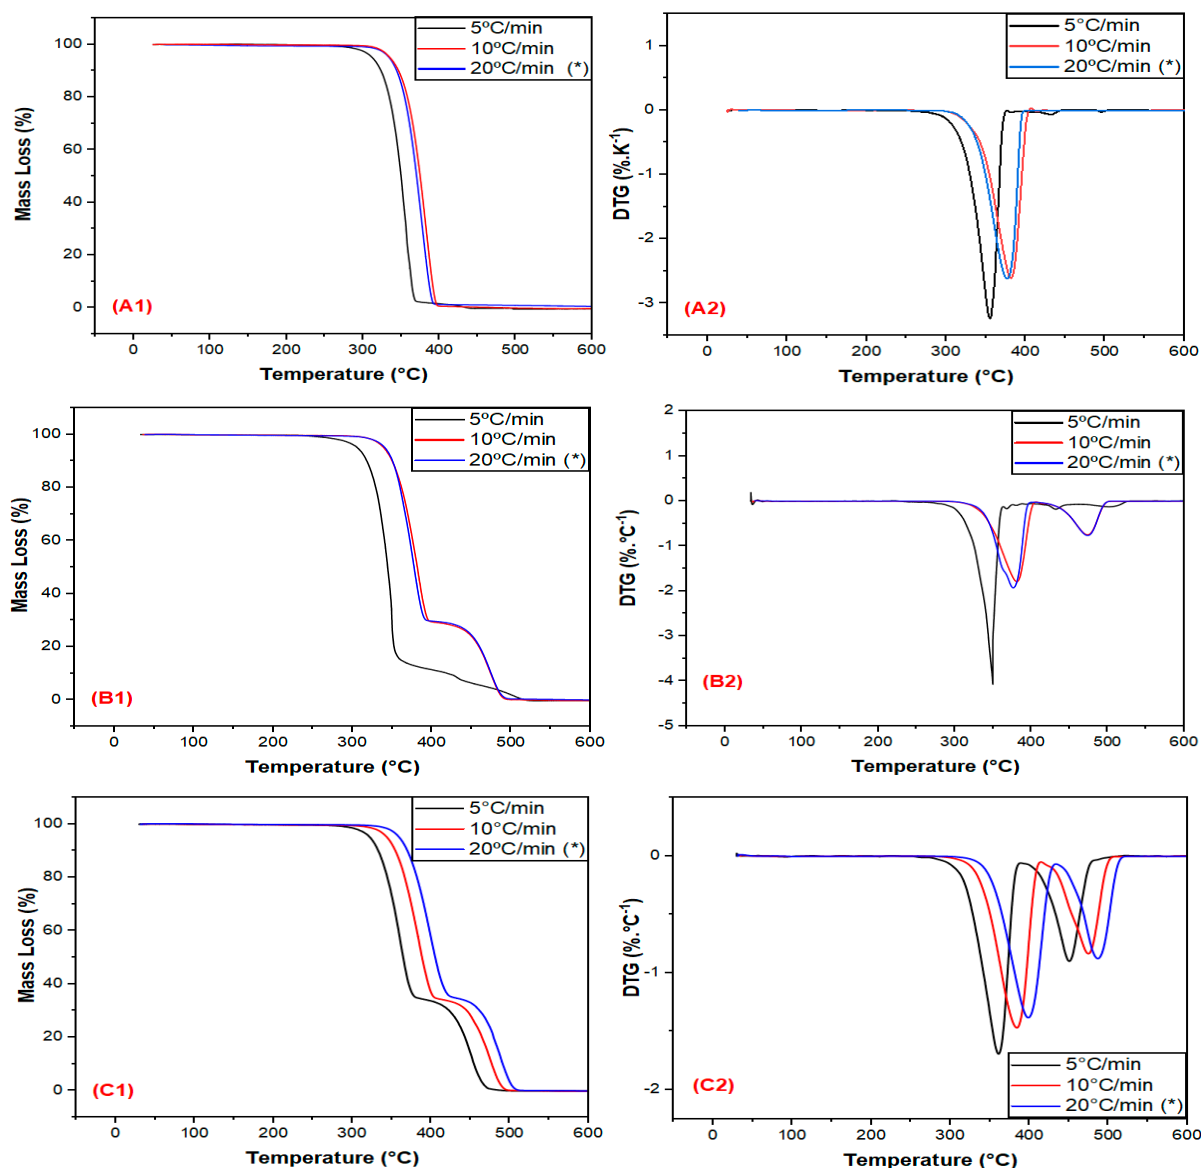 5ºC/min
10ºC/min
20ºC/min (*)
Mass Loss (%)
100
80
60
40
20
0
(A1)
0 100 200 300 400 500 600
Temperature (°C)
5°C/min
10ºC/min
20ºC/min (*)
DTG (%.K⁻¹)
1
0
-1
-2
-3
(A2)
0 100 200 300 400 500 600
Temperature (°C)
5ºC/min
10ºC/min
20ºC/min (*)
Mass Loss (%)
100
80
60
40
20
0
(B1)
0 100 200 300 400 500 600
Temperature (°C)
5ºC/min
10ºC/min
20ºC/min (*)
DTG (%.ºC⁻¹)
2
1
0
-1
-2
-3
-4
-5
(B2)
0 100 200 300 400 500 600
Temperature (°C)
5°C/min
10°C/min
20°C/min (*)
Mass Loss (%)
100
80
60
40
20
0
(C1)
0 100 200 300 400 500 600
Temperature (°C)
DTG (%.°C⁻¹)
0
-1
-2
(C2)
5°C/min
10°C/min
20°C/min (*)
0 100 200 300 400 500 600
Temperature (°C)